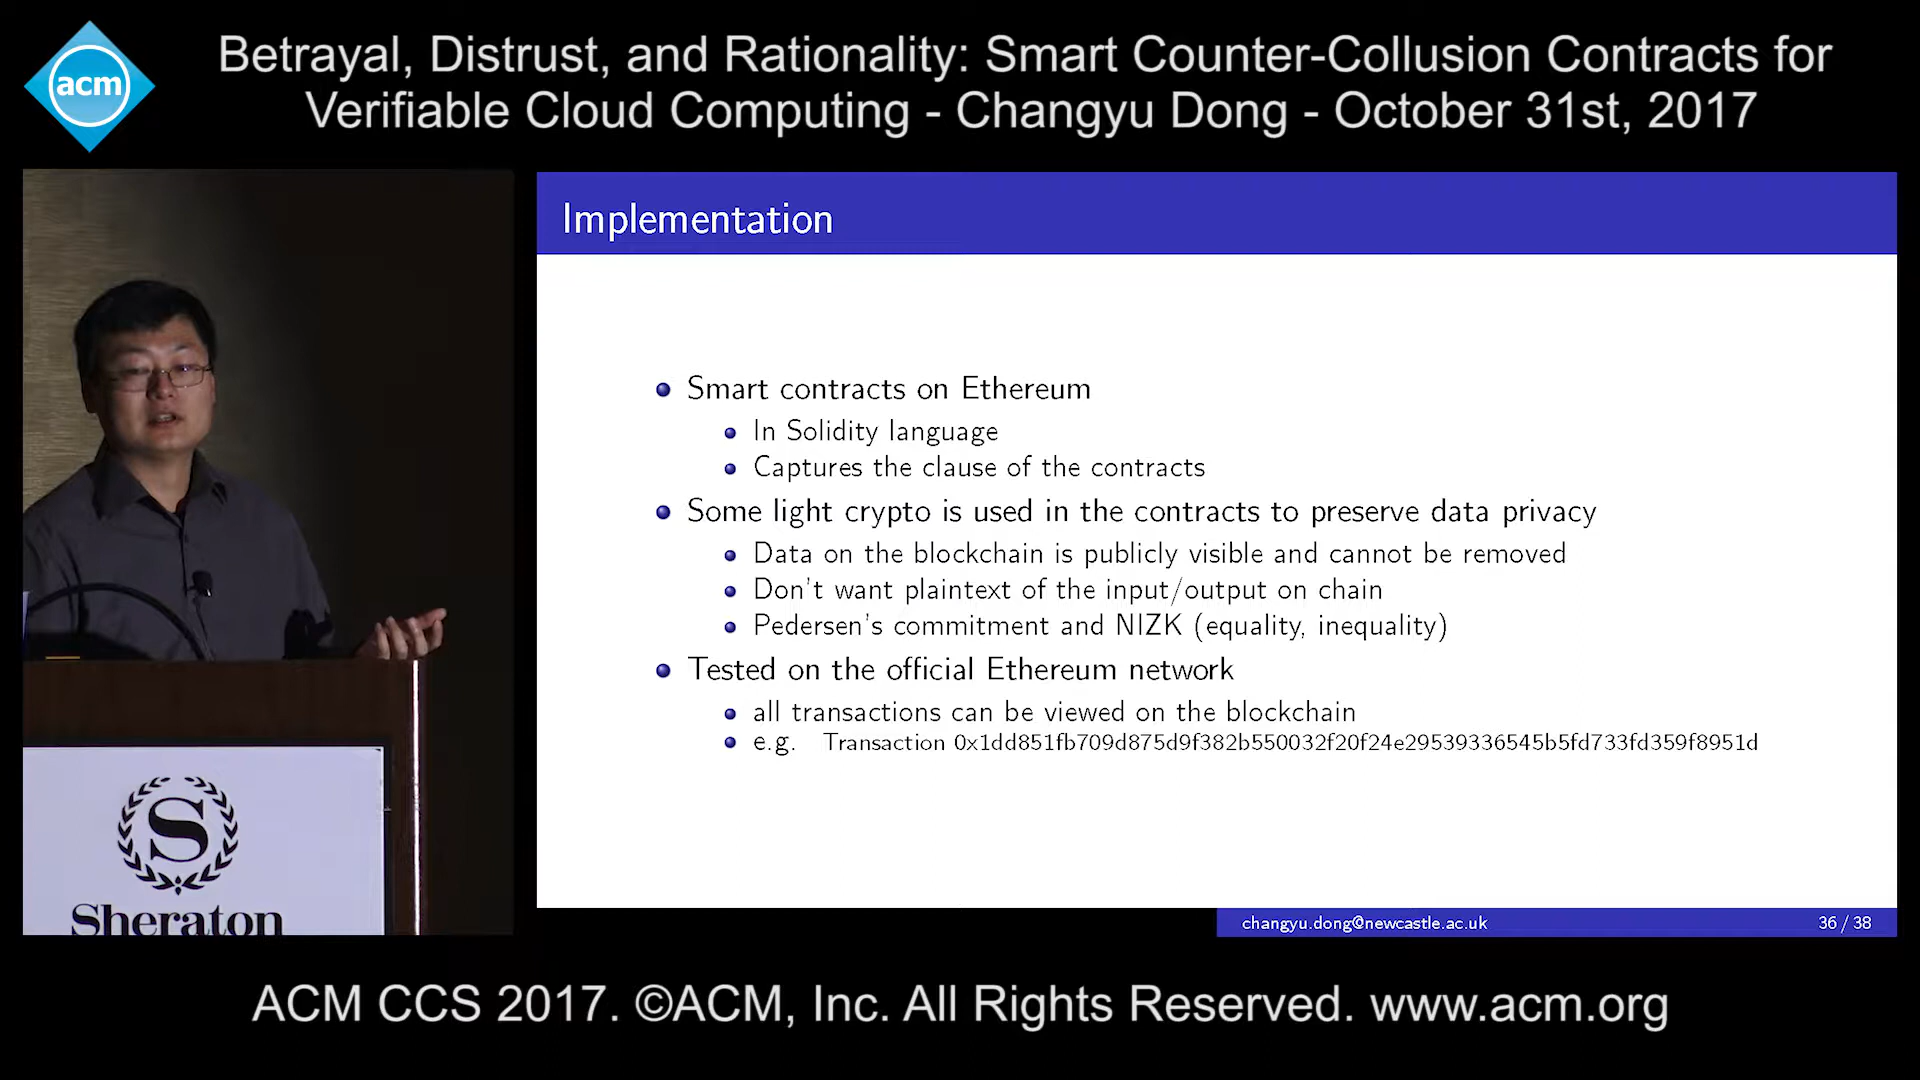 acm
Betrayal, Distrust, and Rationality: Smart Counter-Collusion Contracts for
Verifiable Cloud Computing - Changyu Dong - October 31st, 2017
Implementation
Smart contracts on Ethereum
In Solidity language
Captures the clause of the contracts
Some light crypto is used in the contracts to preserve data privacy
Data on the blockchain is publicly visible and cannot be removed
Don't want plaintext of the input/output on chain
Pedersen's commitment and NIZK (equality, inequality)
Tested on the official Ethereum network
all transactions can be viewed on the blockchain
e.g. Transaction 0x1dd851fb709d875d9f382b550032f20f24e29539336545b5fd733fd359f8951d
changyu.dong@newcastle.ac.uk 36 / 38
S
Sheraton
ACM CCS 2017. ©ACM, Inc. All Rights Reserved. www.acm.org